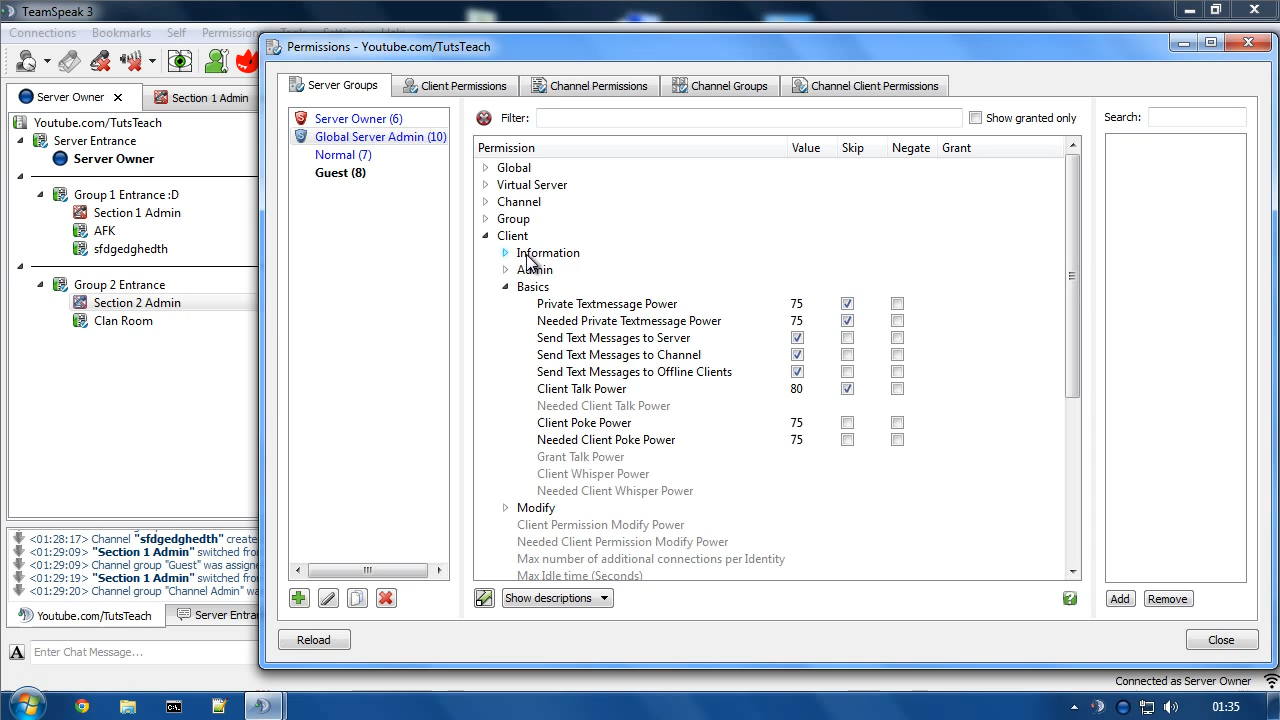 TeamSpeak 3
Connections Bookmarks Self Permissions Tools Settings Help
Permissions - Youtube.com/TutsTeach
Server Owner
Section 1 Admin
Youtube.com/TutsTeach
Server Entrance
Server Owner
Group 1 Entrance :D
Section 1 Admin
AFK
sfdgedghedth
Group 2 Entrance
Section 2 Admin
Clan Room
<01:28:17> Channel "sfdgedghedth" create
<01:29:09> "Section 1 Admin" switched from
<01:29:09> Channel group "Guest" was assigne
<01:29:19> "Section 1 Admin" switched from
<01:29:20> Channel group "Channel Admin" was
Youtube.com/TutsTeach
Server Entra
Enter Chat Message...
Server Groups
Client Permissions
Channel Permissions
Channel Groups
Channel Client Permissions
Server Owner (6)
Global Server Admin (10)
Normal (7)
Guest (8)
Filter:
Show granted only
Search:
Permission Value Skip Negate Grant
Global
Virtual Server
Channel
Group
Client
Information
Admin
Basics
Private Textmessage Power 75
Needed Private Textmessage Power 75
Send Text Messages to Server
Send Text Messages to Channel
Send Text Messages to Offline Clients
Client Talk Power 80
Needed Client Talk Power
Client Poke Power 75
Needed Client Poke Power 75
Grant Talk Power
Client Whisper Power
Needed Client Whisper Power
Modify
Client Permission Modify Power
Needed Client Permission Modify Power
Max number of additional connections per Identity
Max Idle time (Seconds)
Show descriptions
Add
Remove
Reload
Close
Connected as Server Owner
01:35